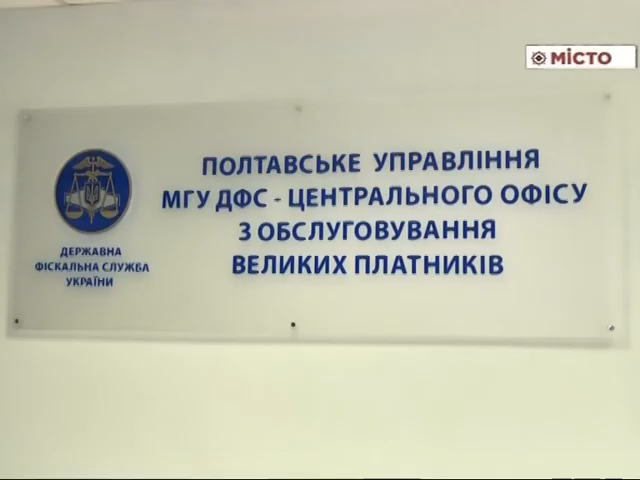 МІСТО
ПОЛТАВСЬКЕ УПРАВЛІННЯ
МГУ ДФС - ЦЕНТРАЛЬНОГО ОФІСУ
З ОБСЛУГОВУВАННЯ
ВЕЛИКИХ ПЛАТНИКІВ
ДЕРЖАВНА
ФІСКАЛЬНА СЛУЖБА
УКРАЇНИ